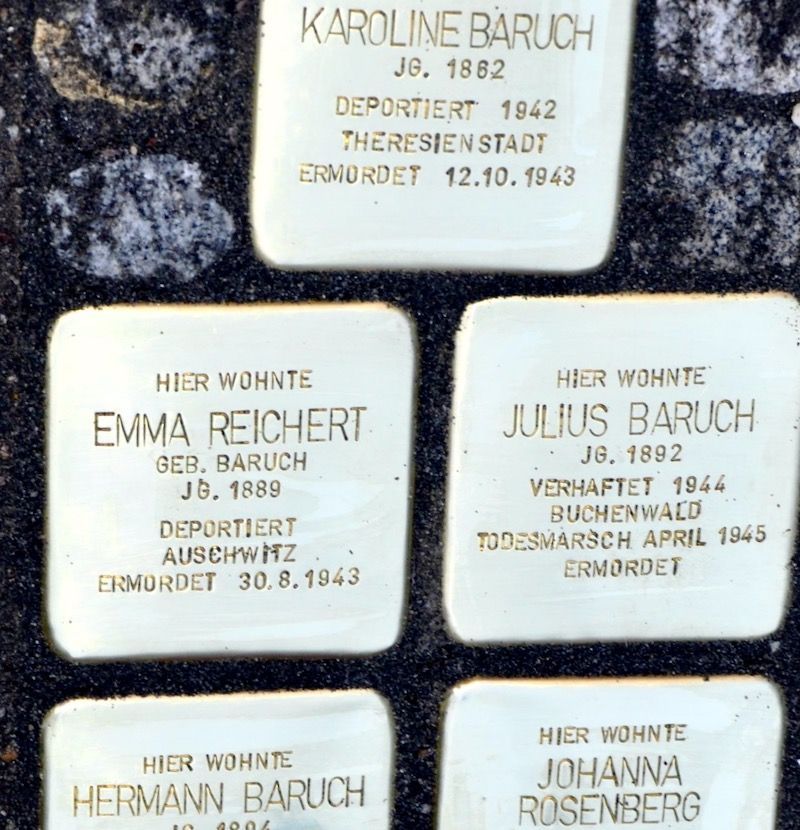 KAROLINE BARUCH
JG. 1862
DEPORTIERT 1942
THERESIENSTADT
ERMORDET 12.10.1943
HIER WOHNTE
EMMA REICHERT
GEB. BARUCH
JG. 1889
DEPORTIERT
AUSCHWITZ
ERMORDET 30.8.1943
HIER WOHNTE
JULIUS BARUCH
JG. 1892
VERHAFTET 1944
BUCHENWALD
TODESMARSCH APRIL 1945
ERMORDET
HIER WOHNTE
HERMANN BARUCH
JG. 1894
HIER WOHNTE
JOHANNA
ROSENBERG